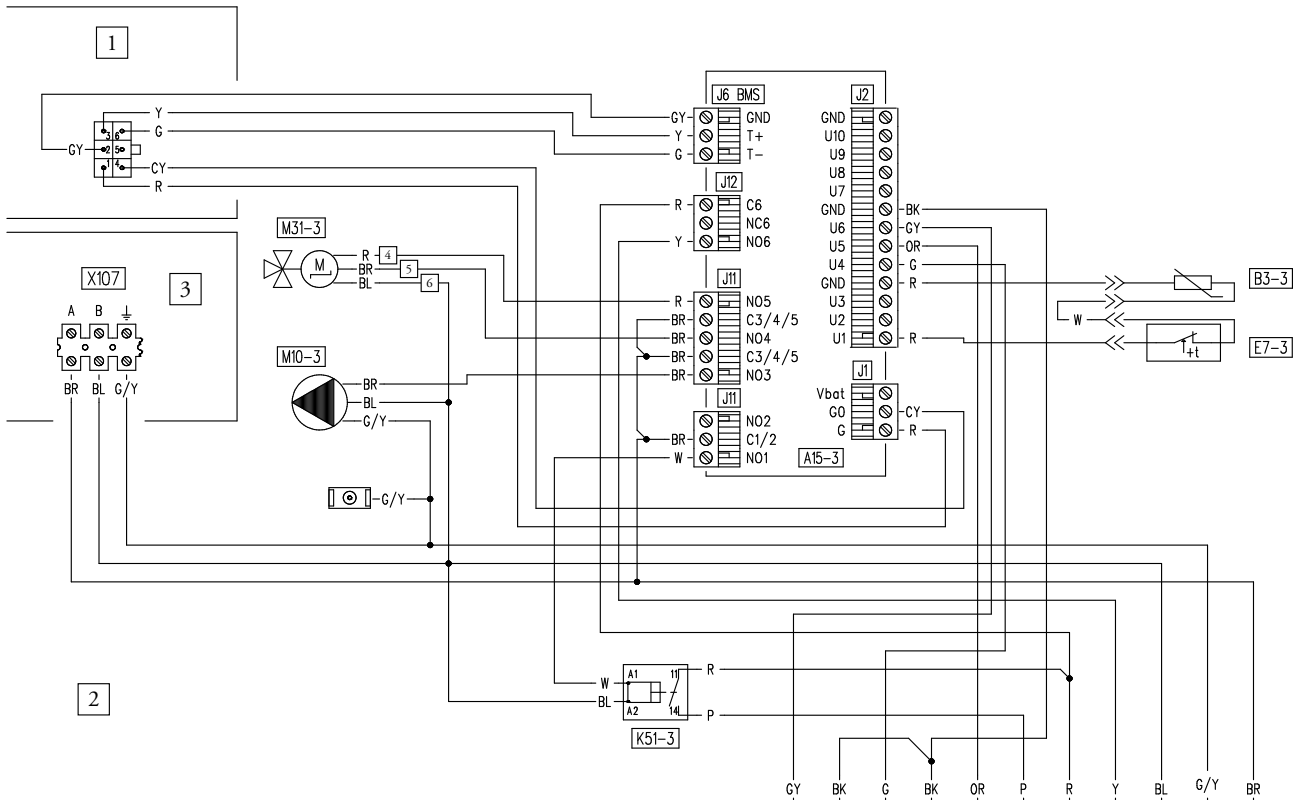 1
J6 BMS
J2
Y
GY
GND
GND
3
6
G
Y
T+
U10
GY
2
5
G
T-
U9
1
4
CY
U8
R
J12
U7
R
C6
GND
BK
M31-3
NC6
U6
GY
Y
NO6
U5
OR
R
4
M
BR
5
U4
G
BL
6
X107
3
J11
GND
R
B3-3
R
NO5
U3
A
B
BR
C3/4/5
U2
W
BR
NO4
U1
R
+t
E7-3
M10-3
BR
C3/4/5
J1
BR
BL
G/Y
BR
BR
NO3
Vbat
BL
J11
G0
CY
G/Y
NO2
G
R
BR
C1/2
W
NO1
A15-3
G/Y
A1
11
R
W
2
BL
A2
14
P
K51-3
GY
BK
G
BK
OR
P
R
Y
BL
G/Y
BR